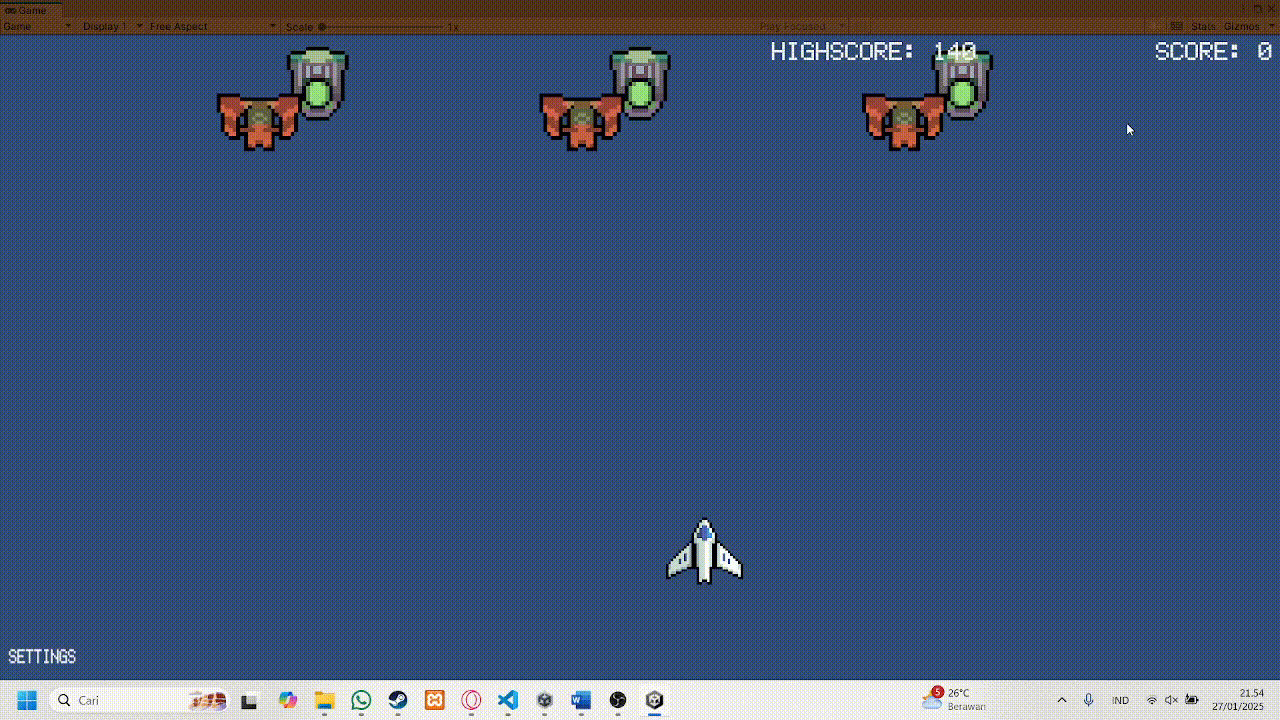 Game
Game Display 1 Free Aspect Scale 1x Play Focused Stats Gizmos
HIGHSCORE: 140 SCORE: 0
SETTINGS
Cari
5 26°C
Berawan
IND
21.54
27/01/2025